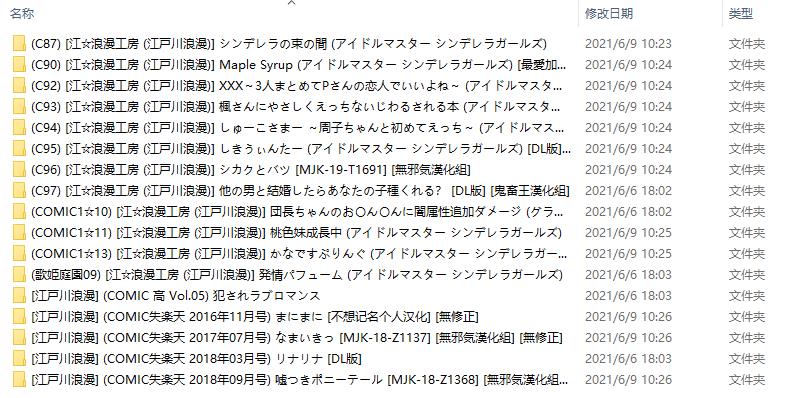 名称 修改日期 类型
(C87) [江☆浪漫工房 (江戸川浪漫)] シンデレラの束の間 (アイドルマスター シンデレラガールズ) 2021/6/9 10:23 文件夹
(C90) [江☆浪漫工房 (江戸川浪漫)] Maple Syrup (アイドルマスター シンデレラガールズ) [最愛加... 2021/6/9 10:24 文件夹
(C92) [江☆浪漫工房 (江戸川浪漫)] XXX～3人まとめてPさんの恋人でいいよね～ (アイドルマスタ... 2021/6/9 10:24 文件夹
(C93) [江☆浪漫工房 (江戸川浪漫)] 楓さんにやさしくえっちないじわるされる本 (アイドルマスタ... 2021/6/9 10:24 文件夹
(C94) [江☆浪漫工房 (江戸川浪漫)] しゅーこさまー ～周子ちゃんと初めてえっち～ (アイドルマス... 2021/6/9 10:24 文件夹
(C95) [江☆浪漫工房 (江戸川浪漫)] しきうぃんたー (アイドルマスター シンデレラガールズ) [DL版]... 2021/6/9 10:24 文件夹
(C96) [江☆浪漫工房 (江戸川浪漫)] シカクとバツ [MJK-19-T1691] [無邪気漢化組] 2021/6/9 10:24 文件夹
(C97) [江☆浪漫工房 (江戸川浪漫)] 他の男と結婚したらあなたの子種くれる? [DL版] [鬼畜王漢化組] 2021/6/6 18:02 文件夹
(COMIC1☆10) [江☆浪漫工房 (江戸川浪漫)] 団長ちゃんのお〇ん〇んに闇属性追加ダメージ (グラ... 2021/6/6 18:02 文件夹
(COMIC1☆11) [江☆浪漫工房 (江戸川浪漫)] 桃色妹成長中 (アイドルマスター シンデレラガールズ) 2021/6/9 10:25 文件夹
(COMIC1☆13) [江☆浪漫工房 (江戸川浪漫)] かなですぷりんぐ (アイドルマスター シンデレラガー... 2021/6/9 10:25 文件夹
(歌姫庭園09) [江☆浪漫工房 (江戸川浪漫)] 発情パフューム (アイドルマスター シンデレラガールズ) 2021/6/6 18:03 文件夹
[江戸川浪漫] (COMIC 高 Vol.05) 犯されラブロマンス 2021/6/6 18:03 文件夹
[江戸川浪漫] (COMIC失楽天 2016年11月号) まにまに [不想记名个人汉化] [無修正] 2021/6/9 10:26 文件夹
[江戸川浪漫] (COMIC失楽天 2017年07月号) なまいきっ [MJK-18-Z1137] [無邪気漢化組] [無修正] 2021/6/9 10:26 文件夹
[江戸川浪漫] (COMIC失楽天 2018年03月号) リナリナ [DL版] 2021/6/6 18:03 文件夹
[江戸川浪漫] (COMIC失楽天 2018年09月号) 嘘つきポニーテール [MJK-18-Z1368] [無邪気漢化組... 2021/6/9 10:26 文件夹